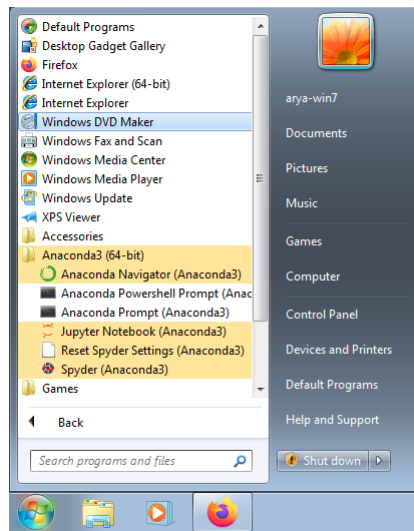 Default Programs
Desktop Gadget Gallery
Firefox
Internet Explorer (64-bit)
Internet Explorer
Windows DVD Maker
Windows Fax and Scan
Windows Media Center
Windows Media Player
Windows Update
XPS Viewer
Accessories
Anaconda3 (64-bit)
Anaconda Navigator (Anaconda3)
Anaconda Powershell Prompt (Anac
Anaconda Prompt (Anaconda3)
Jupyter Notebook (Anaconda3)
Reset Spyder Settings (Anaconda3)
Spyder (Anaconda3)
Games
Back
Search programs and files
arya-win7
Documents
Pictures
Music
Games
Computer
Control Panel
Devices and Printers
Default Programs
Help and Support
Shut down